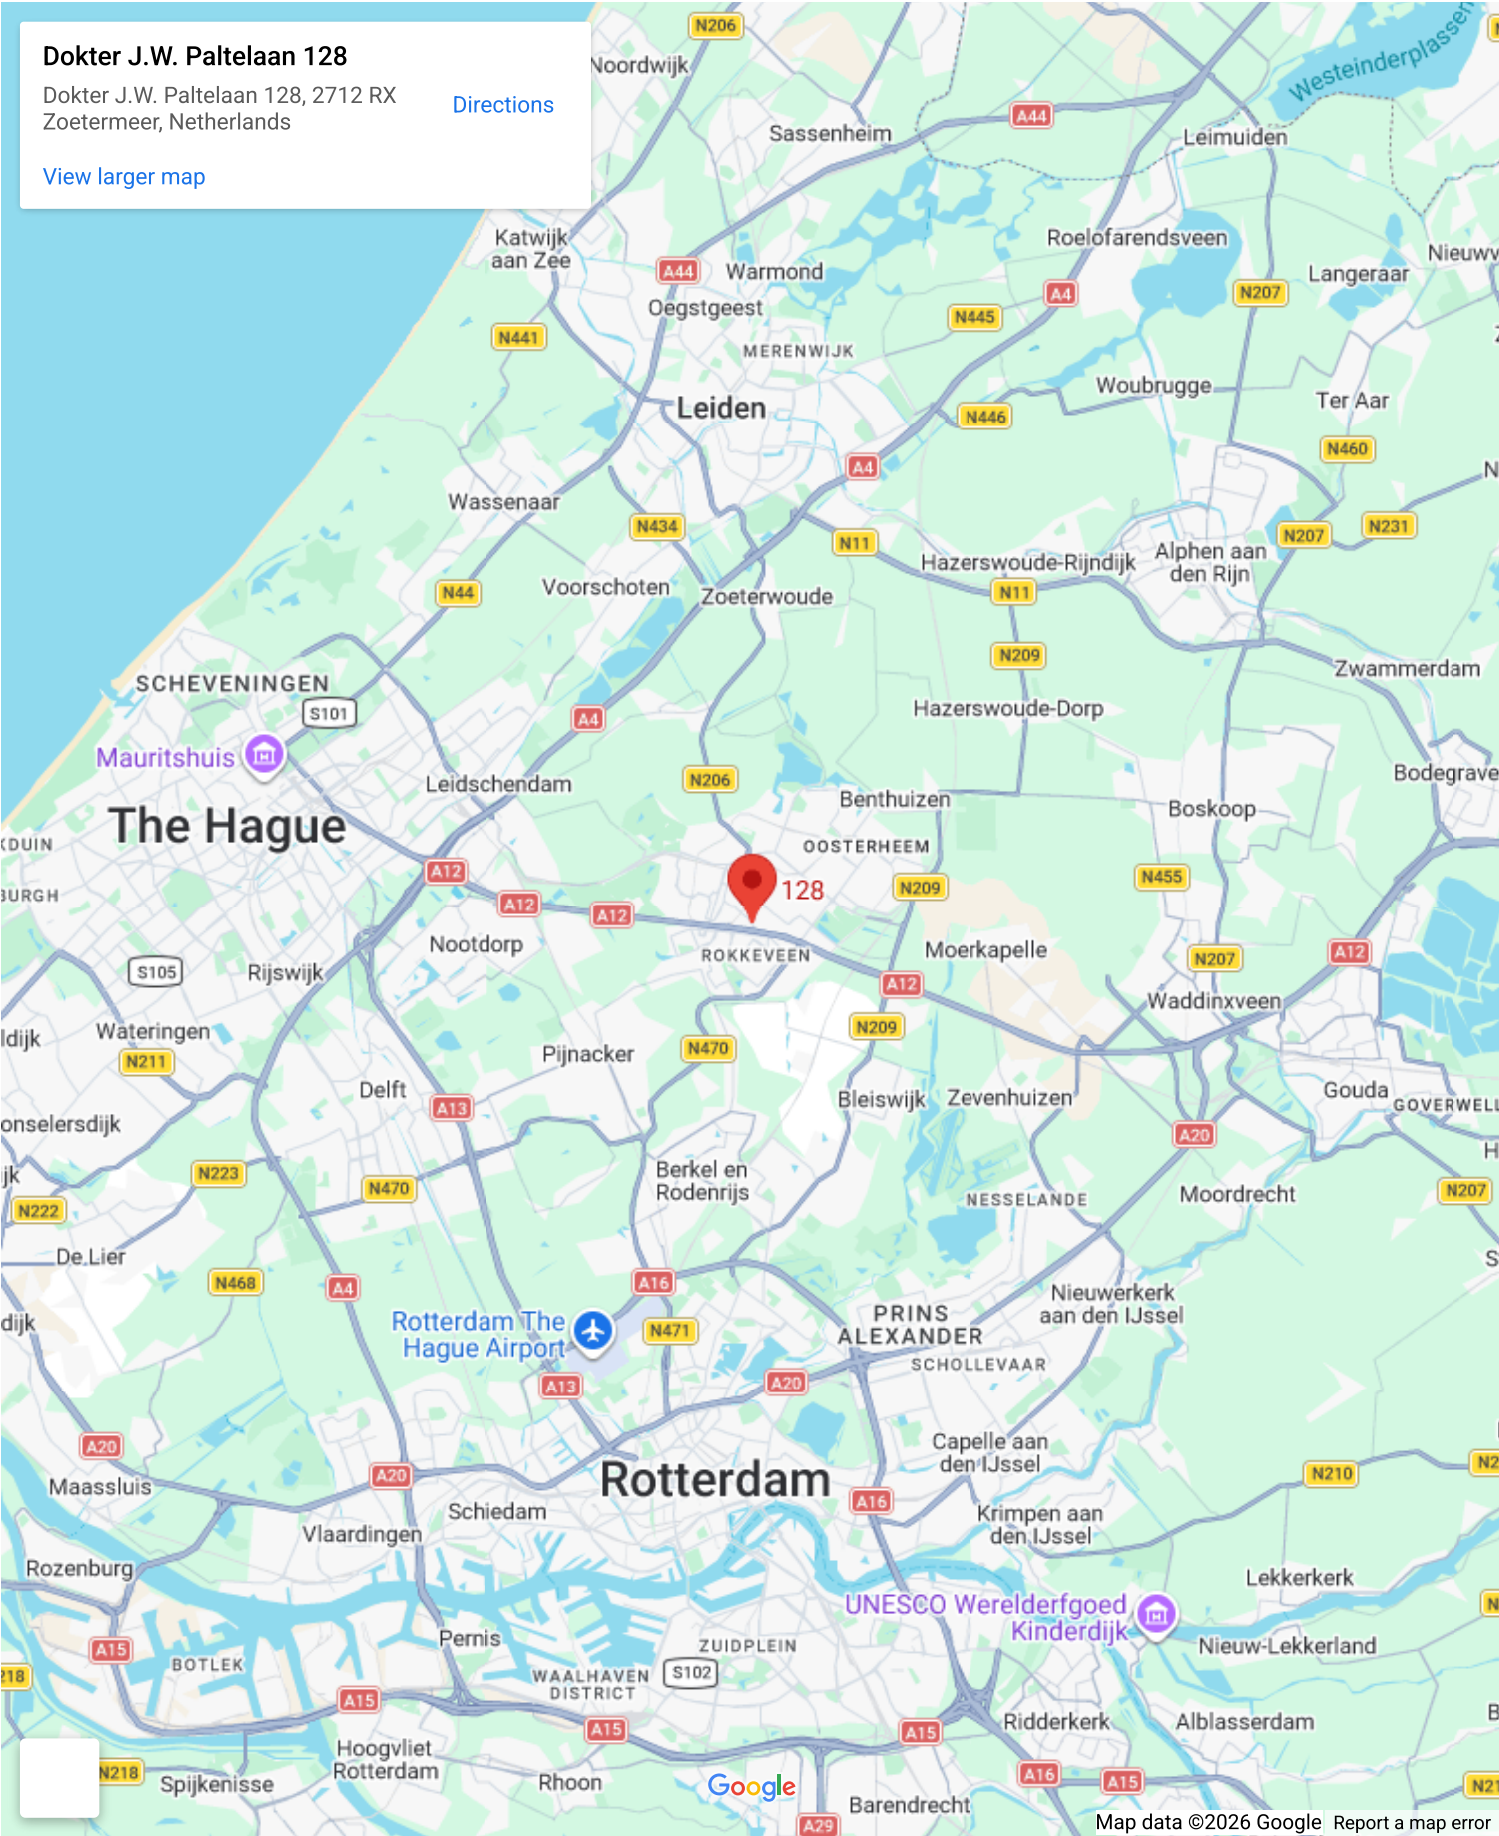 Dokter J.W. Paltelaan 128
Dokter J.W. Paltelaan 128, 2712 RX
Zoetermeer, Netherlands
Directions
View larger map
N206
Noordwijk
Westeinderplassen
A44
Sassenheim
Leimuiden
Katwijk
aan Zee
Roelofarendsveen
A44
Warmond
Langeraar
A4
N207
Oegstgeest
N445
N441
MERENWIJK
Woubrugge
Leiden
N446
Ter Aar
N460
A4
Wassenaar
N434
N231
N207
N11
Hazerswoude-Rijndijk
Alphen aan
den Rijn
Voorschoten
N44
Zoeterwoude
N11
N209
Zwammerdam
SCHEVENINGEN
S101
A4
Hazerswoude-Dorp
Mauritshuis
Leidschendam
N206
Bodegrave
Benthuizen
Boskoop
The Hague
KDUIN
OOSTERHEEM
A12
N209
N455
128
BURGH
A12
A12
Nootdorp
ROKKEVEEN
Moerkapelle
A12
N207
S105
Rijswijk
A12
Waddinxveen
Wateringen
ldijk
N209
N470
Pijnacker
N211
Delft
Bleiswijk
Zevenhuizen
Gouda
GOVERWELL
A13
onselersdijk
A20
Berkel en
Rodenrijs
N223
jk
N470
NESSELANDE
Moordrecht
N207
N222
De Lier
N468
A4
A16
Nieuwerkerk
aan den IJssel
dijk
Rotterdam The
Hague Airport
N471
PRINS
ALEXANDER
SCHOLLEVAAR
A13
A20
A20
Maassluis
A20
Capelle aan
den IJssel
N210
Rotterdam
Schiedam
A16
Vlaardingen
Krimpen aan
den IJssel
Rozenburg
Lekkerkerk
UNESCO Werelderfgoed
Kinderdijk
Pernis
A15
ZUIDPLEIN
Nieuw-Lekkerland
BOTLEK
S102
WAALHAVEN
DISTRICT
218
A15
A15
A15
Ridderkerk
Alblasserdam
Hoogvliet
Rotterdam
N218
Spijkenisse
Rhoon
Google
A16
A15
N21
Barendrecht
A29
Map data ©2026 Google
Report a map error